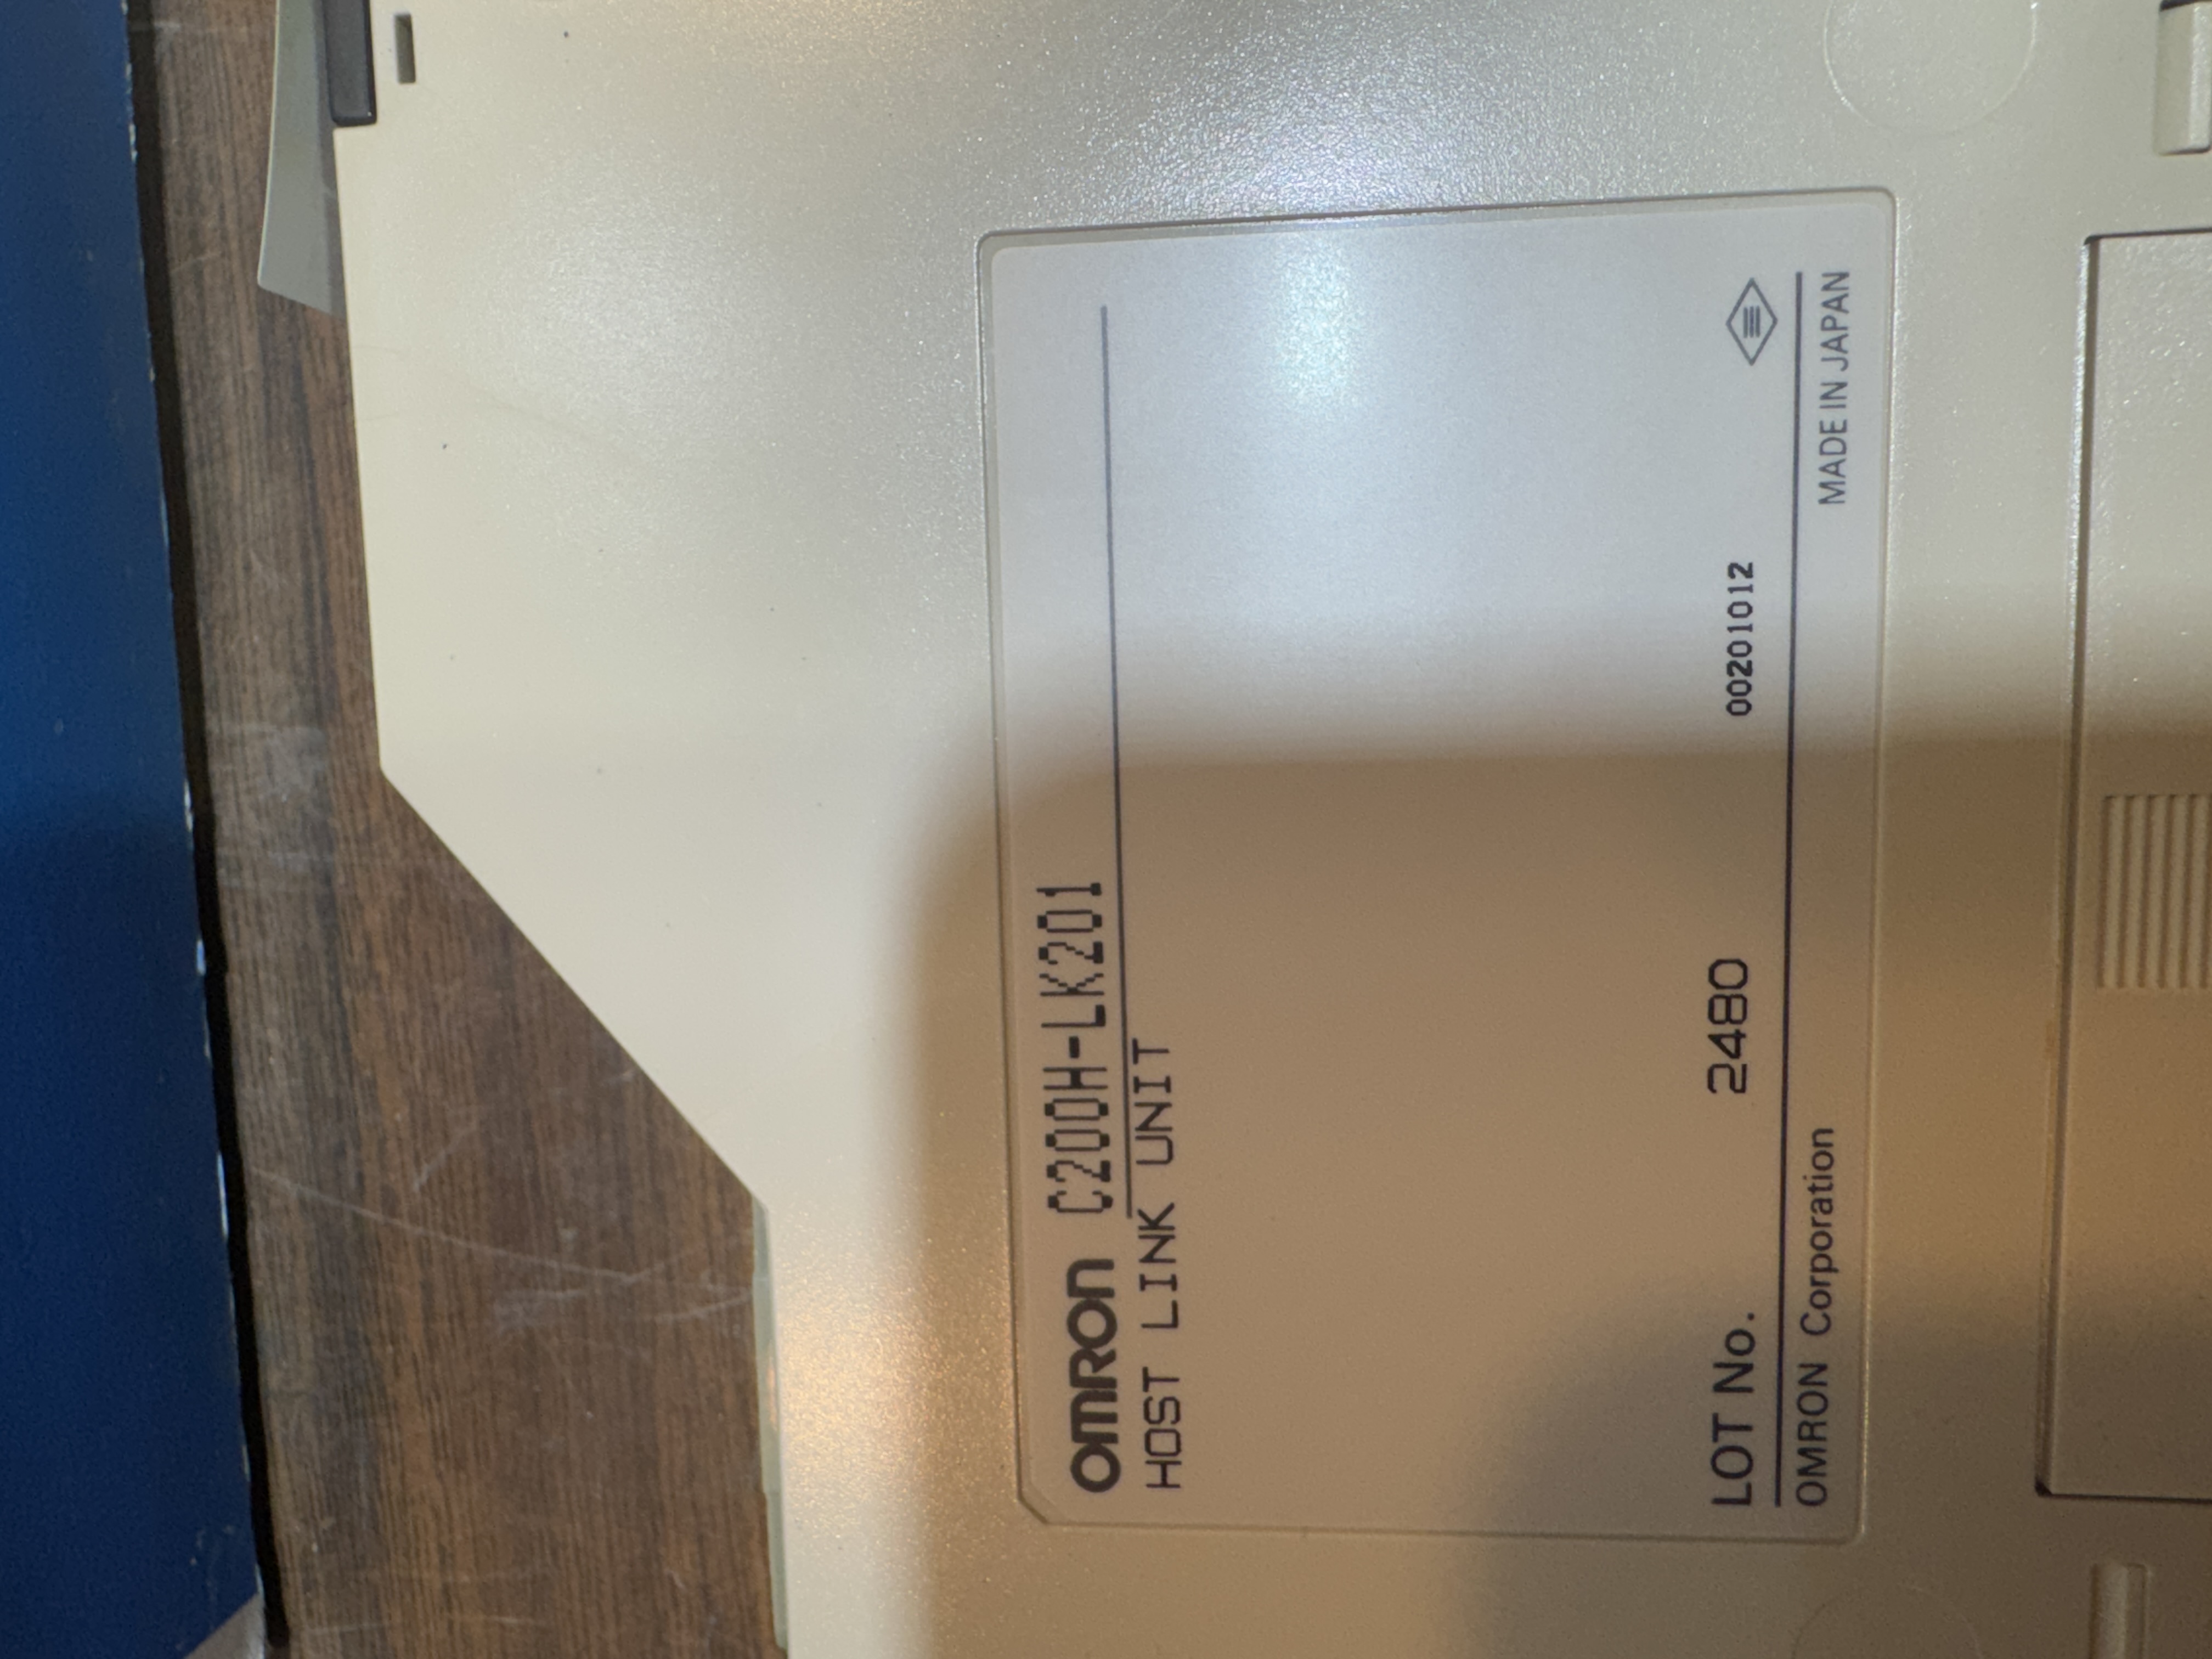 OMRON C200H-LK201
HOST LINK UNIT
LOT No. 2480 00201012
OMRON Corporation MADE IN JAPAN